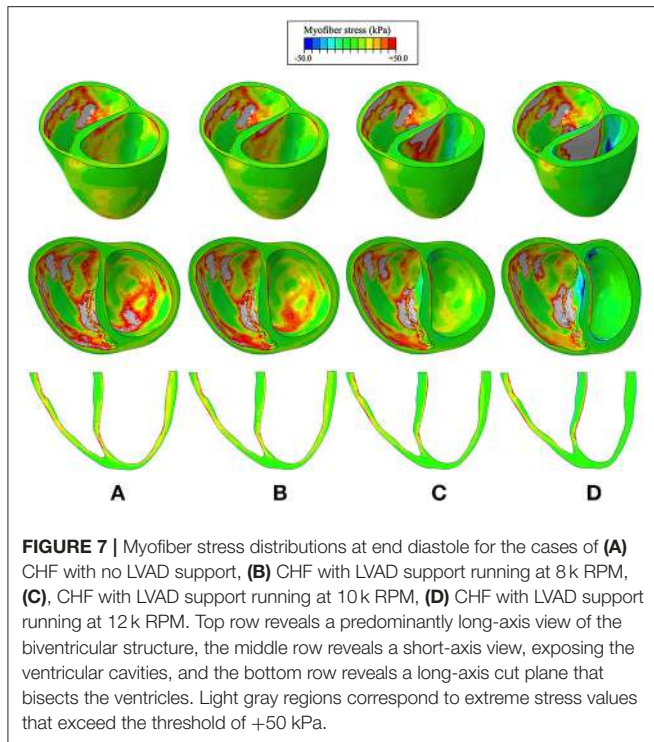 Myofiber stress (kPa)
-50.0 +50.0
A B C D
FIGURE 7 | Myofiber stress distributions at end diastole for the cases of (A)
CHF with no LVAD support, (B) CHF with LVAD support running at 8 k RPM,
(C), CHF with LVAD support running at 10 k RPM, (D) CHF with LVAD support
running at 12 k RPM. Top row reveals a predominantly long-axis view of the
biventricular structure, the middle row reveals a short-axis view, exposing the
ventricular cavities, and the bottom row reveals a long-axis cut plane that
bisects the ventricles. Light gray regions correspond to extreme stress values
that exceed the threshold of +50 kPa.